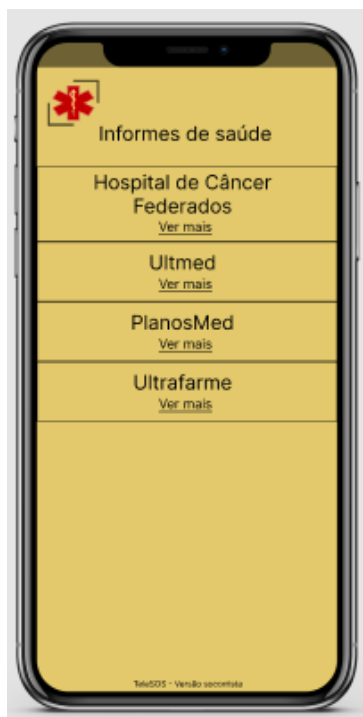 Informes de saúde
Hospital de Câncer
Federados
Ver mais
Ultmed
Ver mais
PlanosMed
Ver mais
Ultrafarme
Ver mais
TeleSOS - Versão socorrista